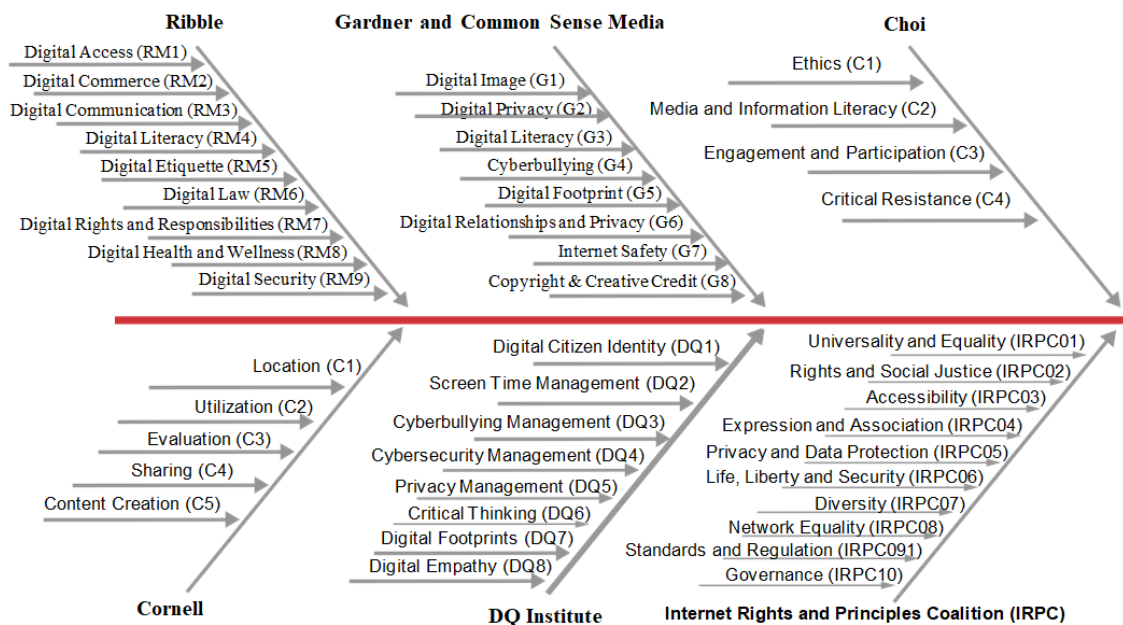 Ribble
Digital Access (RM1)
Digital Commerce (RM2)
Digital Communication (RM3)
Digital Literacy (RM4)
Digital Etiquette (RM5)
Digital Law (RM6)
Digital Rights and Responsibilities (RM7)
Digital Health and Wellness (RM8)
Digital Security (RM9)
Gardner and Common Sense Media
Digital Image (G1)
Digital Privacy (G2)
Digital Literacy (G3)
Cyberbullying (G4)
Digital Footprint (G5)
Digital Relationships and Privacy (G6)
Internet Safety (G7)
Copyright & Creative Credit (G8)
Choi
Ethics (C1)
Media and Information Literacy (C2)
Engagement and Participation (C3)
Critical Resistance (C4)
Location (C1)
Utilization (C2)
Evaluation (C3)
Sharing (C4)
Content Creation (C5)
Cornell
Digital Citizen Identity (DQ1)
Screen Time Management (DQ2)
Cyberbullying Management (DQ3)
Cybersecurity Management (DQ4)
Privacy Management (DQ5)
Critical Thinking (DQ6)
Digital Footprints (DQ7)
Digital Empathy (DQ8)
DQ Institute
Universality and Equality (IRPC01)
Rights and Social Justice (IRPC02)
Accessibility (IRPC03)
Expression and Association (IRPC04)
Privacy and Data Protection (IRPC05)
Life, Liberty and Security (IRPC06)
Diversity (IRPC07)
Network Equality (IRPC08)
Standards and Regulation (IRPC091)
Governance (IRPC10)
Internet Rights and Principles Coalition (IRPC)